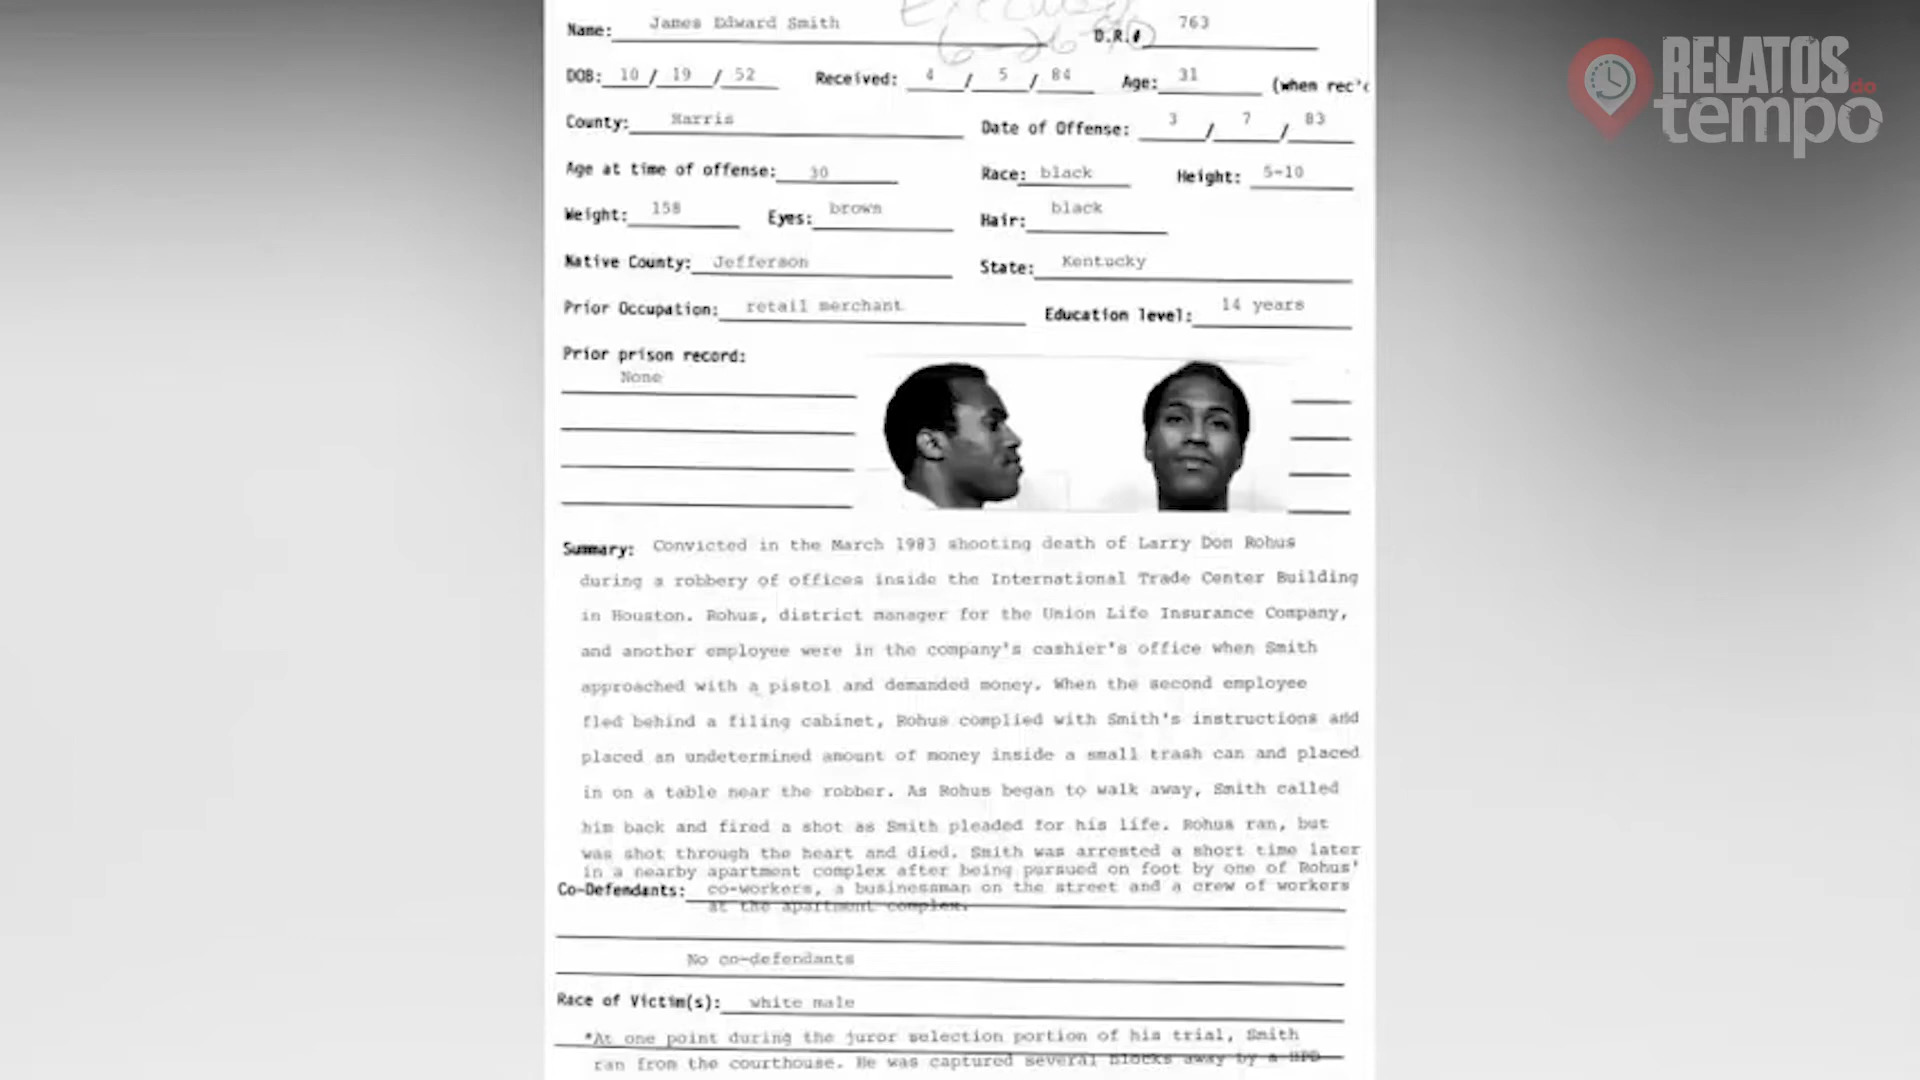 Executed
6-26-90
Name: James Edward Smith D.R.# 763
DOB: 10 / 19 / 52 Received: 4 / 5 / 84 Age: 31 (when rec'
County: Harris Date of Offense: 3 / 7 / 83
Age at time of offense: 30 Race: black Height: 5-10
Weight: 158 Eyes: brown Hair: black
Native County: Jefferson State: Kentucky
Prior Occupation: retail merchant Education level: 14 years
Prior prison record:
None
Summary: Convicted in the March 1983 shooting death of Larry Don Rohus
during a robbery of offices inside the International Trade Center Building
in Houston. Rohus, district manager for the Union Life Insurance Company,
and another employee were in the company's cashier's office when Smith
approached with a pistol and demanded money. When the second employee
fled behind a filing cabinet, Rohus complied with Smith's instructions and
placed an undetermined amount of money inside a small trash can and placed
in on a table near the robber. As Rohus began to walk away, Smith called
him back and fired a shot as Smith pleaded for his life. Rohus ran, but
was shot through the heart and died. Smith was arrested a short time later
in a nearby apartment complex after being pursued on foot by one of Rohus'
Co-Defendants: co-workers, a businessman on the street and a crew of workers
at the apartment complex.
No co-defendants
Race of Victim(s): white male
*At one point during the juror selection portion of his trial, Smith
ran from the courthouse. He was captured several blocks away by a HPD
RELATOS
do
tempo